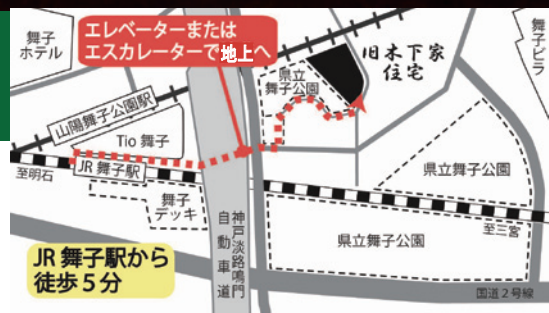 舞子
ホテル
エレベーターまたは
エスカレーターで地上へ
旧木下家
住宅
舞子ビラ
県立
舞子公園
山陽舞子公園駅
Tio 舞子
JR 舞子駅
至明石
舞子
デッキ
神戸淡路鳴門
自動車道
県立舞子公園
至三宮
県立舞子公園
JR 舞子駅から
徒歩5分
国道2号線